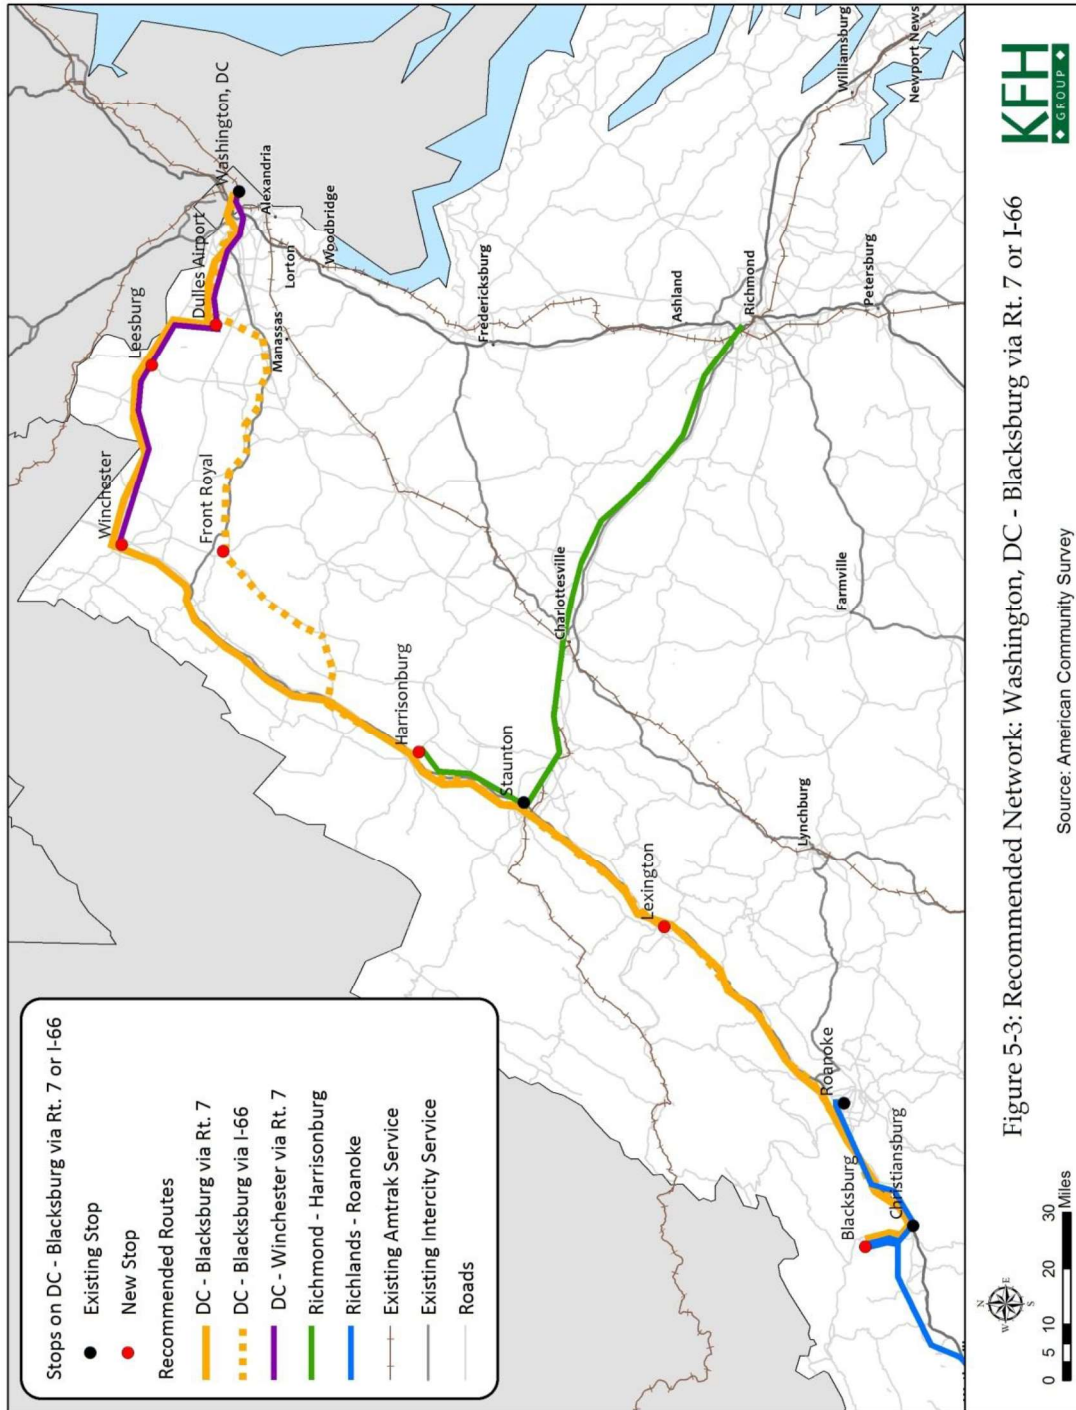 Stops on DC - Blacksburg via Rt. 7 or I-66
Existing Stop
New Stop
Recommended Routes
DC - Blacksburg via Rt. 7
DC - Blacksburg via I-66
DC - Winchester via Rt. 7
Richmond - Harrisonburg
Richlands - Roanoke
Existing Amtrak Service
Existing Intercity Service
Roads
Winchester
Leesburg
Dulles Airport
Washington, DC
Alexandria
Lorton
Woodbridge
Manassas
Front Royal
Harrisonburg
Staunton
Fredericksburg
Charlottesville
Ashland
Richmond
Williamsburg
Newport News
Petersburg
Farmville
Lynchburg
Lexington
Roanoke
Blacksburg
Christiansburg
N
W
E
S
0 5 10 20 30
Miles
Figure 5-3: Recommended Network: Washington, DC - Blacksburg via Rt. 7 or I-66
Source: American Community Survey
KFH
GROUP